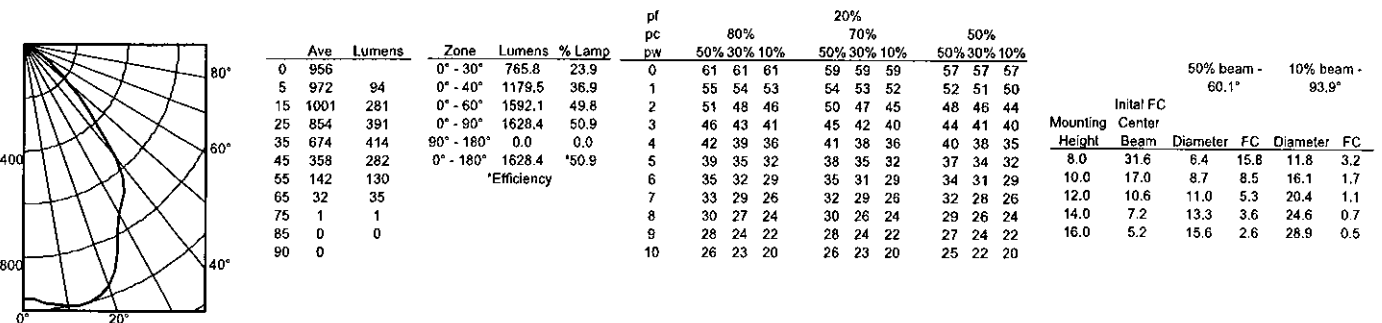 400
800
80°
60°
40°
0° 20°
Ave Lumens
0 956
5 972 94
15 1001 281
25 854 391
35 674 414
45 358 282
55 142 130
65 32 35
75 1 1
85 0 0
90 0
Zone Lumens % Lamp
0° - 30° 765.8 23.9
0° - 40° 1179.5 36.9
0° - 60° 1592.1 49.8
0° - 90° 1628.4 50.9
90° - 180° 0.0 0.0
0° - 180° 1628.4 *50.9
*Efficiency
pf 20%
pc 80% 70% 50%
pw 50% 30% 10% 50% 30% 10% 50% 30% 10%
0 61 61 61 59 59 59 57 57 57
1 55 54 53 54 53 52 52 51 50
2 51 48 46 50 47 45 48 46 44
3 46 43 41 45 42 40 44 41 40
4 42 39 36 41 38 36 40 38 35
5 39 35 32 38 35 32 37 34 32
6 35 32 29 35 31 29 34 31 29
7 33 29 26 32 29 26 32 28 26
8 30 27 24 30 26 24 29 26 24
9 28 24 22 28 24 22 27 24 22
10 26 23 20 26 23 20 25 22 20
50% beam - 10% beam -
60.1° 93.9°
Inital FC
Mounting Center
Height Beam Diameter FC Diameter FC
8.0 31.6 6.4 15.8 11.8 3.2
10.0 17.0 8.7 8.5 16.1 1.7
12.0 10.6 11.0 5.3 20.4 1.1
14.0 7.2 13.3 3.6 24.6 0.7
16.0 5.2 15.6 2.6 28.9 0.5